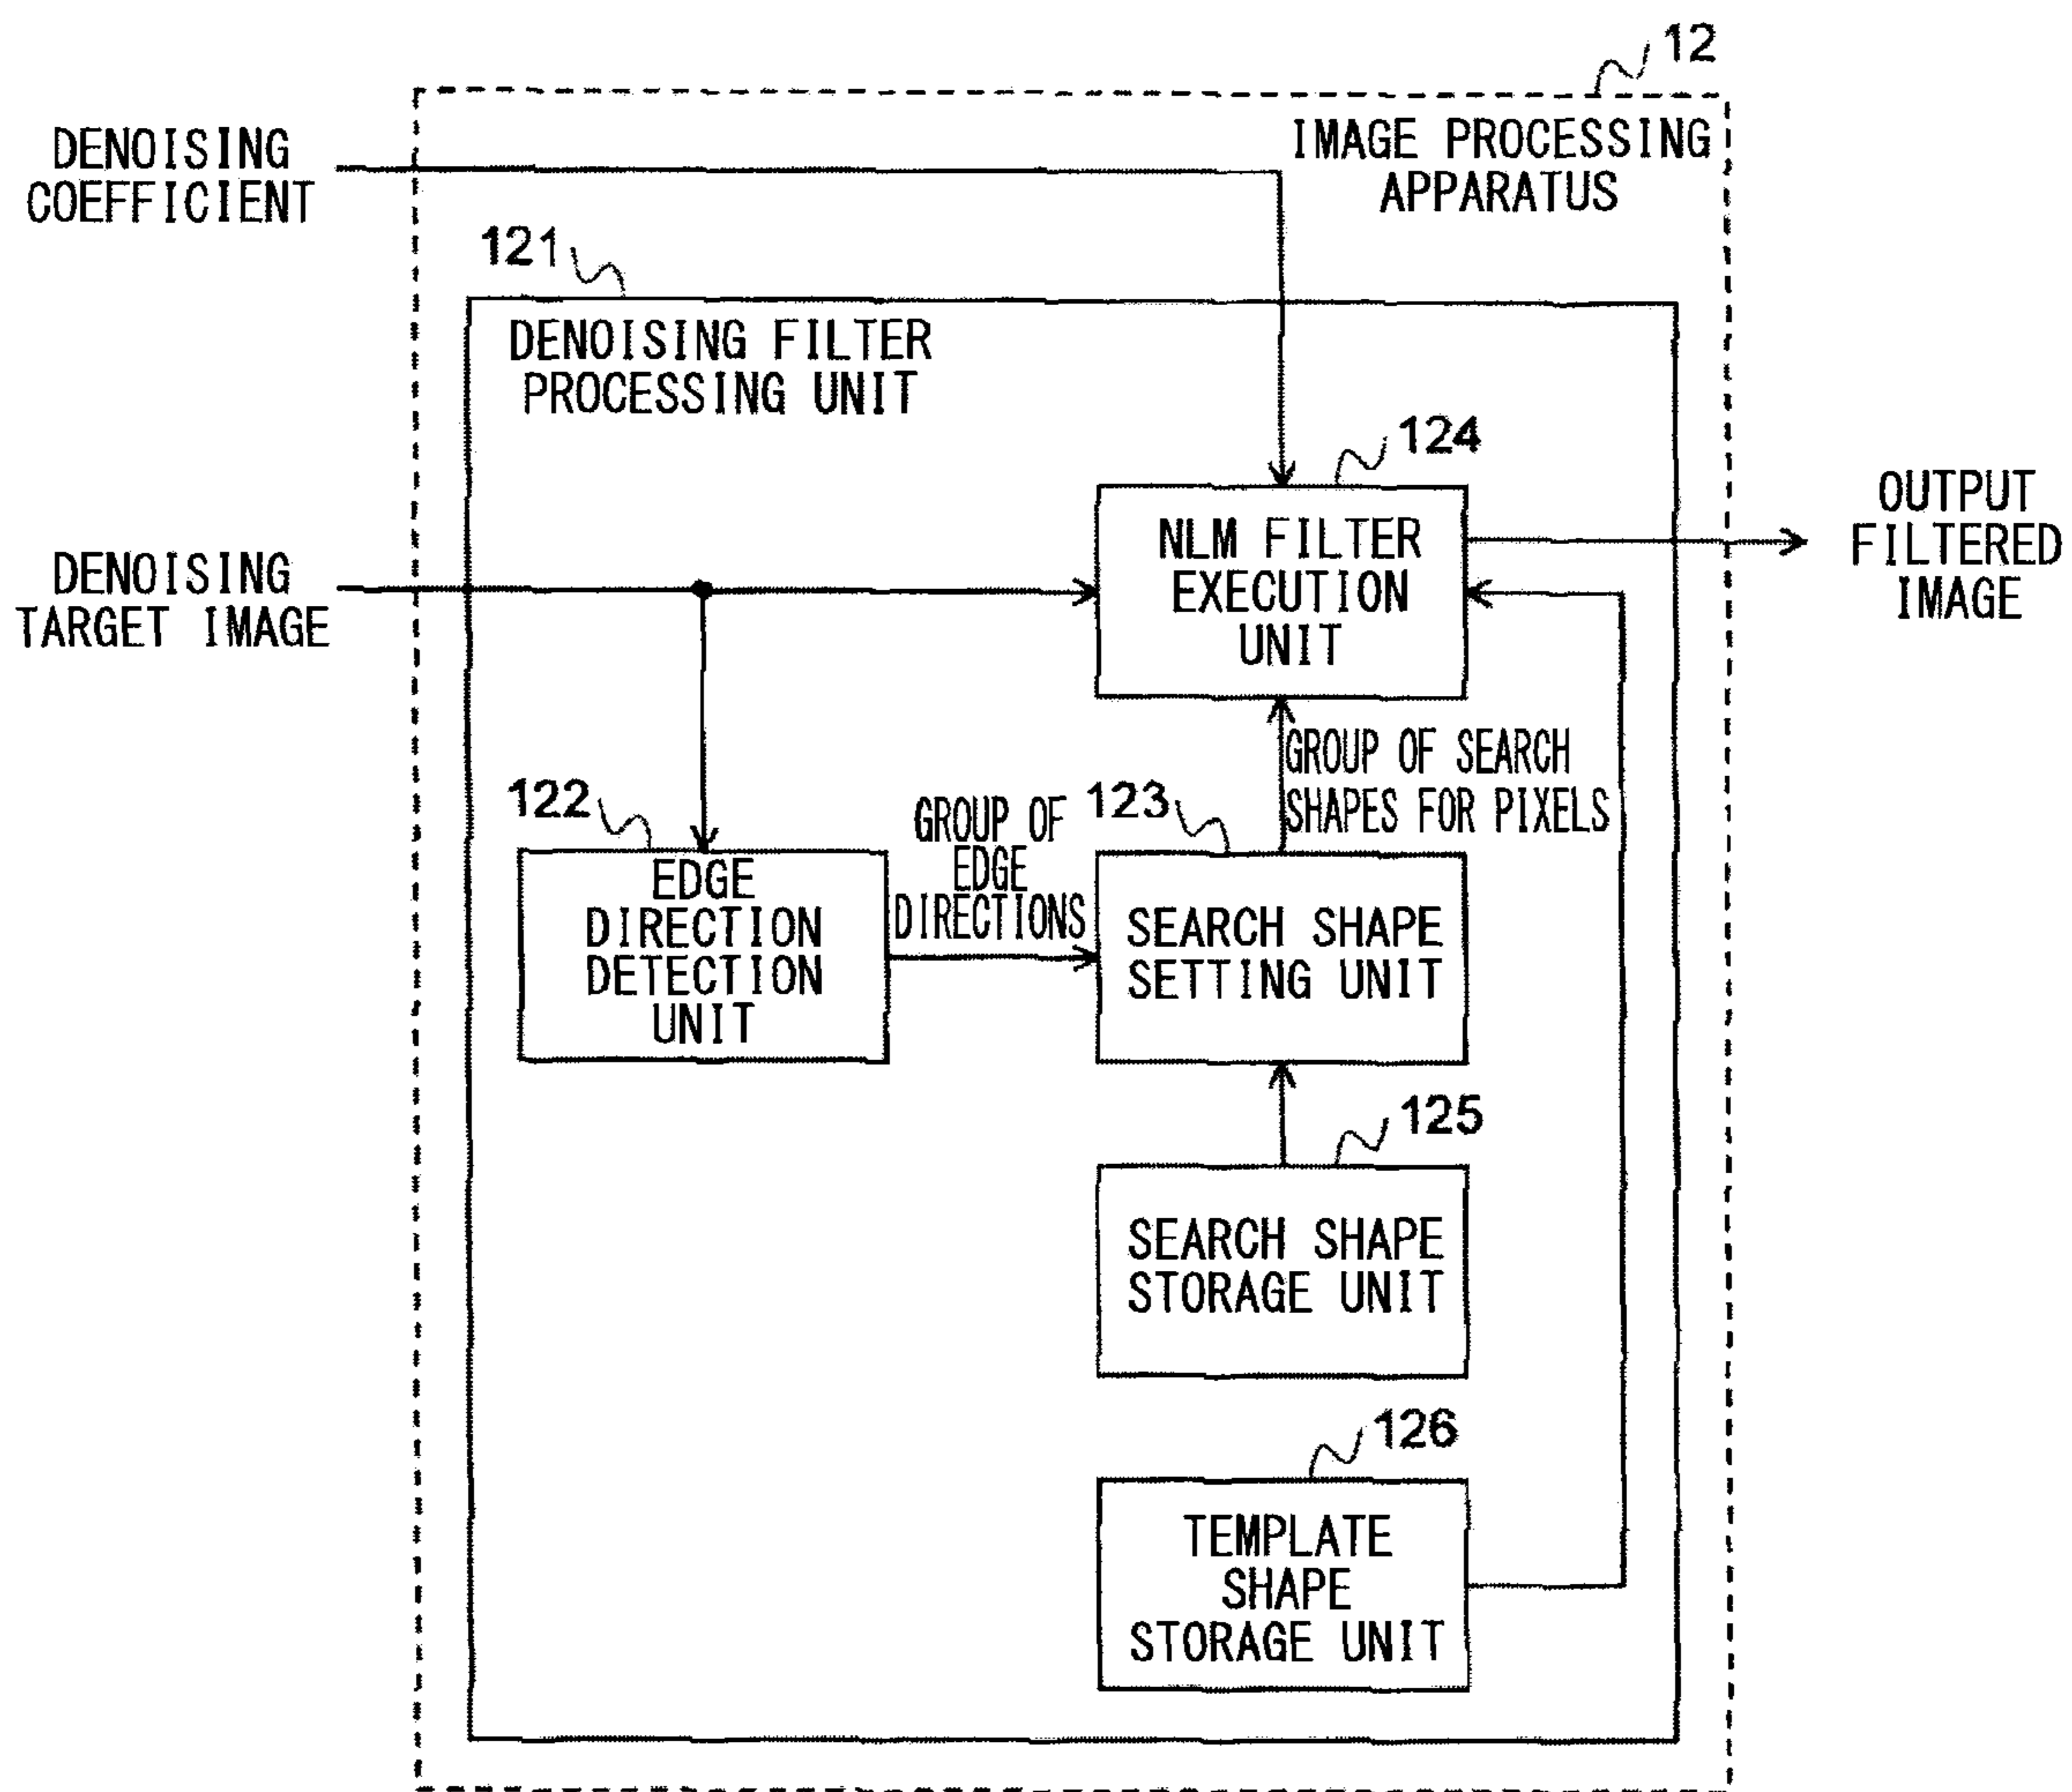 12
IMAGE PROCESSING
APPARATUS
DENOISING
COEFFICIENT
121
DENOISING FILTER
PROCESSING UNIT
124
NLM FILTER
EXECUTION
UNIT
OUTPUT
FILTERED
IMAGE
DENOISING
TARGET IMAGE
GROUP OF SEARCH
SHAPES FOR PIXELS
122
EDGE
DIRECTION
DETECTION
UNIT
GROUP OF
EDGE
DIRECTIONS
123
SEARCH SHAPE
SETTING UNIT
125
SEARCH SHAPE
STORAGE UNIT
126
TEMPLATE
SHAPE
STORAGE UNIT